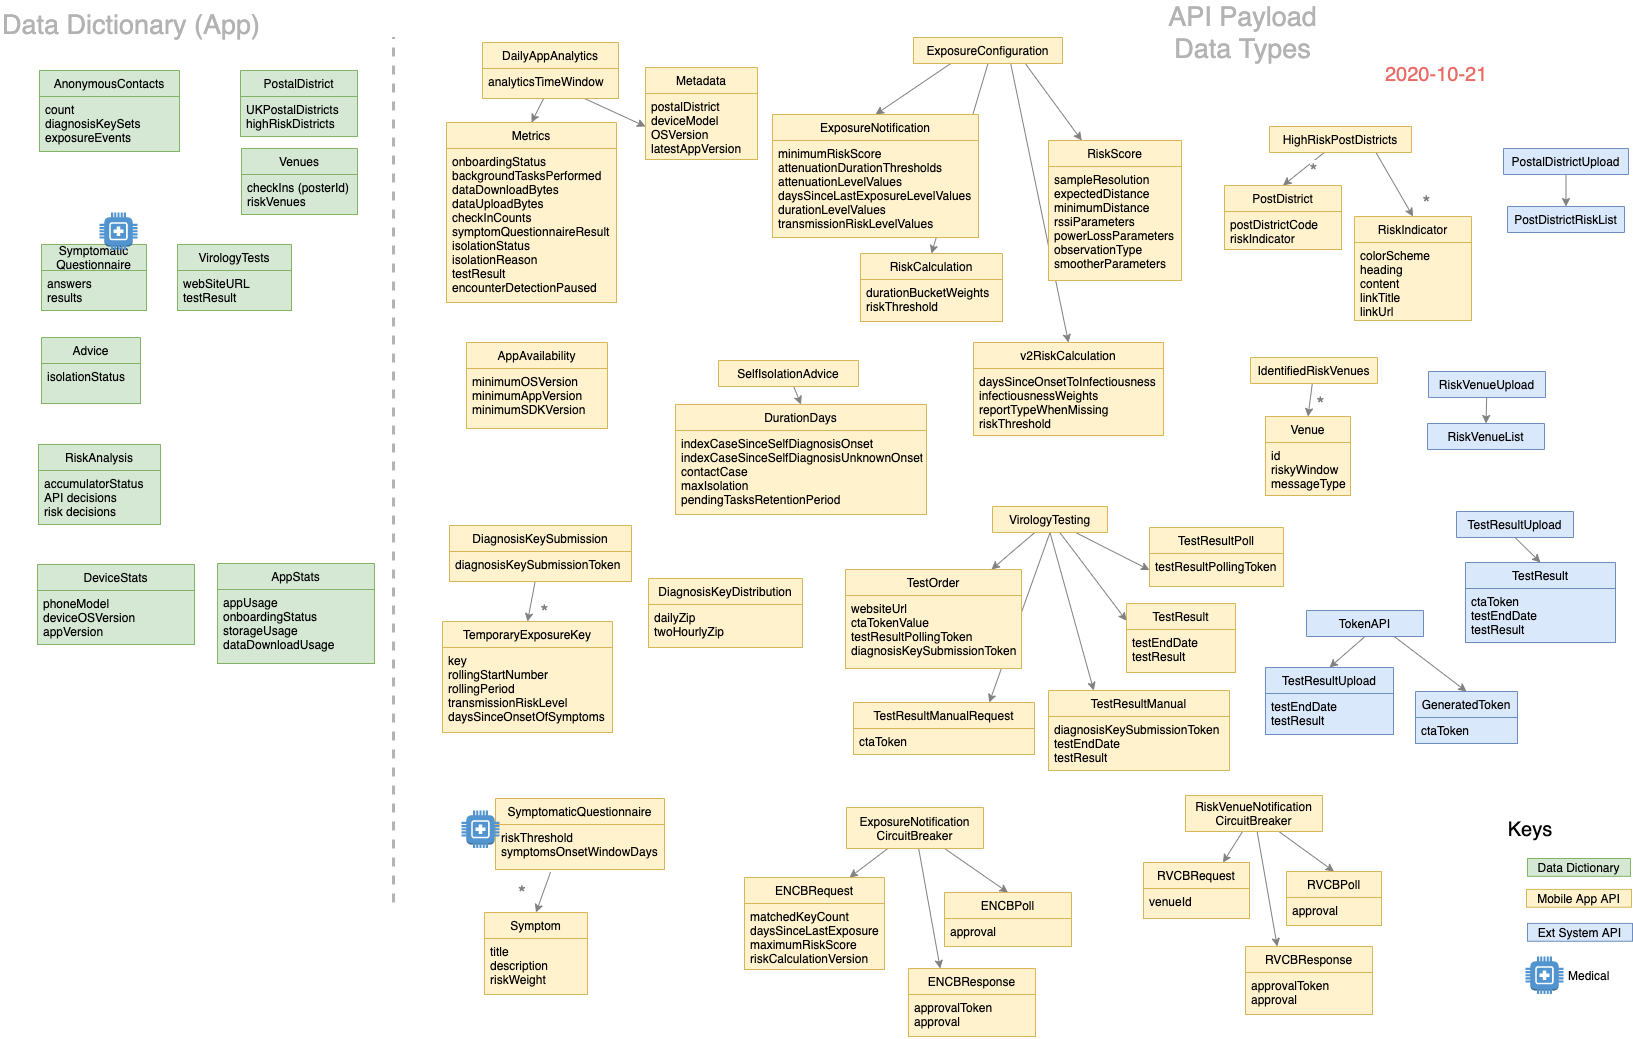 Data Dictionary (App)
AnonymousContacts
count
diagnosisKeySets
exposureEvents
PostalDistrict
UKPostalDistricts
highRiskDistricts
Venues
checkIns (posterId)
riskVenues
Symptomatic
Questionnaire
answers
results
VirologyTests
webSiteURL
testResult
Advice
isolationStatus
RiskAnalysis
accumulatorStatus
API decisions
risk decisions
DeviceStats
phoneModel
deviceOSVersion
appVersion
AppStats
appUsage
onboardingStatus
storageUsage
dataDownloadUsage
API Payload
Data Types
2020-10-21
DailyAppAnalytics
analyticsTimeWindow
Metadata
postalDistrict
deviceModel
OSVersion
latestAppVersion
Metrics
onboardingStatus
backgroundTasksPerformed
dataDownloadBytes
dataUploadBytes
checkInCounts
symptomQuestionnaireResult
isolationStatus
isolationReason
testResult
encounterDetectionPaused
ExposureConfiguration
ExposureNotification
minimumRiskScore
attenuationDurationThresholds
attenuationLevelValues
daysSinceLastExposureLevelValues
durationLevelValues
transmissionRiskLevelValues
RiskScore
sampleResolution
expectedDistance
minimumDistance
rssiParameters
powerLossParameters
observationType
smootherParameters
RiskCalculation
durationBucketWeights
riskThreshold
v2RiskCalculation
daysSinceOnsetToInfectiousness
infectiousnessWeights
reportTypeWhenMissing
riskThreshold
HighRiskPostDistricts
*
PostDistrict
postDistrictCode
riskIndicator
*
RiskIndicator
colorScheme
heading
content
linkTitle
linkUrl
PostalDistrictUpload
PostDistrictRiskList
AppAvailability
minimumOSVersion
minimumAppVersion
minimumSDKVersion
SelfIsolationAdvice
DurationDays
indexCaseSinceSelfDiagnosisOnset
indexCaseSinceSelfDiagnosisUnknownOnset
contactCase
maxIsolation
pendingTasksRetentionPeriod
IdentifiedRiskVenues
*
Venue
id
riskyWindow
messageType
RiskVenueUpload
RiskVenueList
DiagnosisKeySubmission
diagnosisKeySubmissionToken
*
TemporaryExposureKey
key
rollingStartNumber
rollingPeriod
transmissionRiskLevel
daysSinceOnsetOfSymptoms
DiagnosisKeyDistribution
dailyZip
twoHourlyZip
VirologyTesting
TestResultPoll
testResultPollingToken
TestOrder
websiteUrl
ctaTokenValue
testResultPollingToken
diagnosisKeySubmissionToken
TestResult
testEndDate
testResult
TestResultManualRequest
ctaToken
TestResultManual
diagnosisKeySubmissionToken
testEndDate
testResult
TestResultUpload
TestResult
ctaToken
testEndDate
testResult
TokenAPI
TestResultUpload
testEndDate
testResult
GeneratedToken
ctaToken
SymptomaticQuestionnaire
riskThreshold
symptomsOnsetWindowDays
*
Symptom
title
description
riskWeight
ExposureNotification
CircuitBreaker
ENCBRequest
matchedKeyCount
daysSinceLastExposure
maximumRiskScore
riskCalculationVersion
ENCBPoll
approval
ENCBResponse
approvalToken
approval
RiskVenueNotification
CircuitBreaker
RVCBRequest
venueId
RVCBPoll
approval
RVCBResponse
approvalToken
approval
Keys
Data Dictionary
Mobile App API
Ext System API
Medical